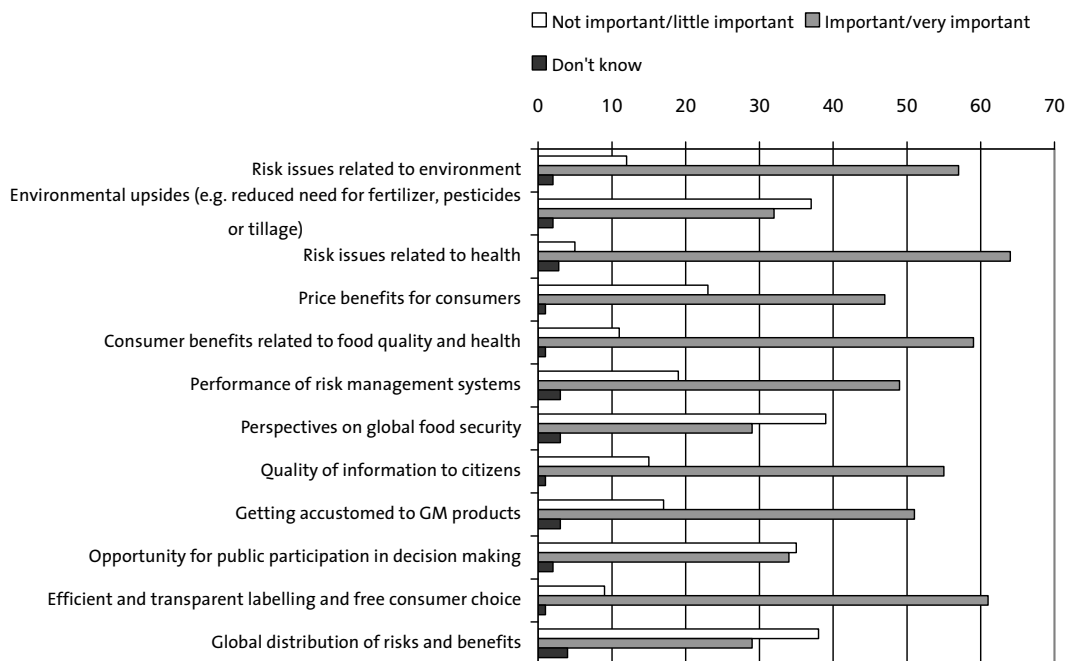 Not important/little important Important/very important
Don't know
0 10 20 30 40 50 60 70
Risk issues related to environment
Environmental upsides (e.g. reduced need for fertilizer, pesticides
or tillage)
Risk issues related to health
Price benefits for consumers
Consumer benefits related to food quality and health
Performance of risk management systems
Perspectives on global food security
Quality of information to citizens
Getting accustomed to GM products
Opportunity for public participation in decision making
Efficient and transparent labelling and free consumer choice
Global distribution of risks and benefits